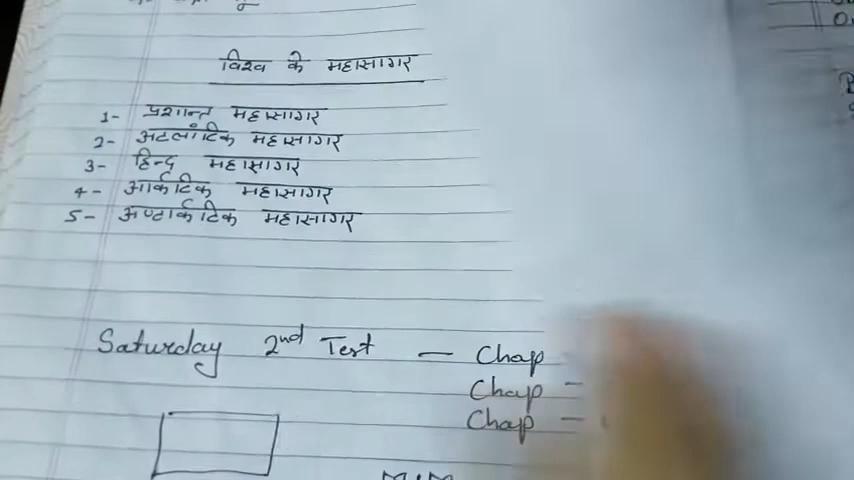 विश्व के महासागर
1- प्रशान्त महासागर
2- अटलांटिक महासागर
3- हिन्द महासागर
4- आर्कटिक महासागर
5- अण्टार्कटिक महासागर
Saturday 2nd Test — Chap
Chap -
Chap -